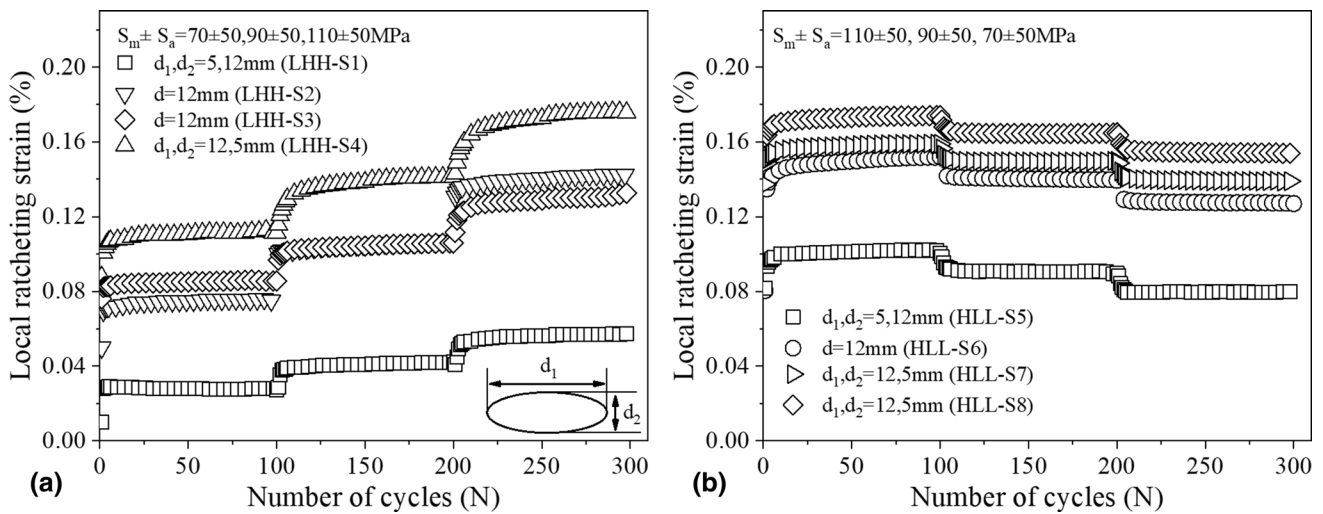 Sm± Sa=70±50,90±50,110±50MPa
d1,d2=5,12mm (LHH-S1)
d=12mm (LHH-S2)
d=12mm (LHH-S3)
d1,d2=12,5mm (LHH-S4)
Local ratcheting strain (%)
0.20
0.16
0.12
0.08
0.04
0.00
d1
d2
0 50 100 150 200 250 300
Number of cycles (N)
(a)
Sm± Sa=110±50, 90±50, 70±50MPa
Local ratcheting strain (%)
0.20
0.16
0.12
0.08
0.04
0.00
d1,d2=5,12mm (HLL-S5)
d=12mm (HLL-S6)
d1,d2=12,5mm (HLL-S7)
d1,d2=12,5mm (HLL-S8)
0 50 100 150 200 250 300
Number of cycles (N)
(b)